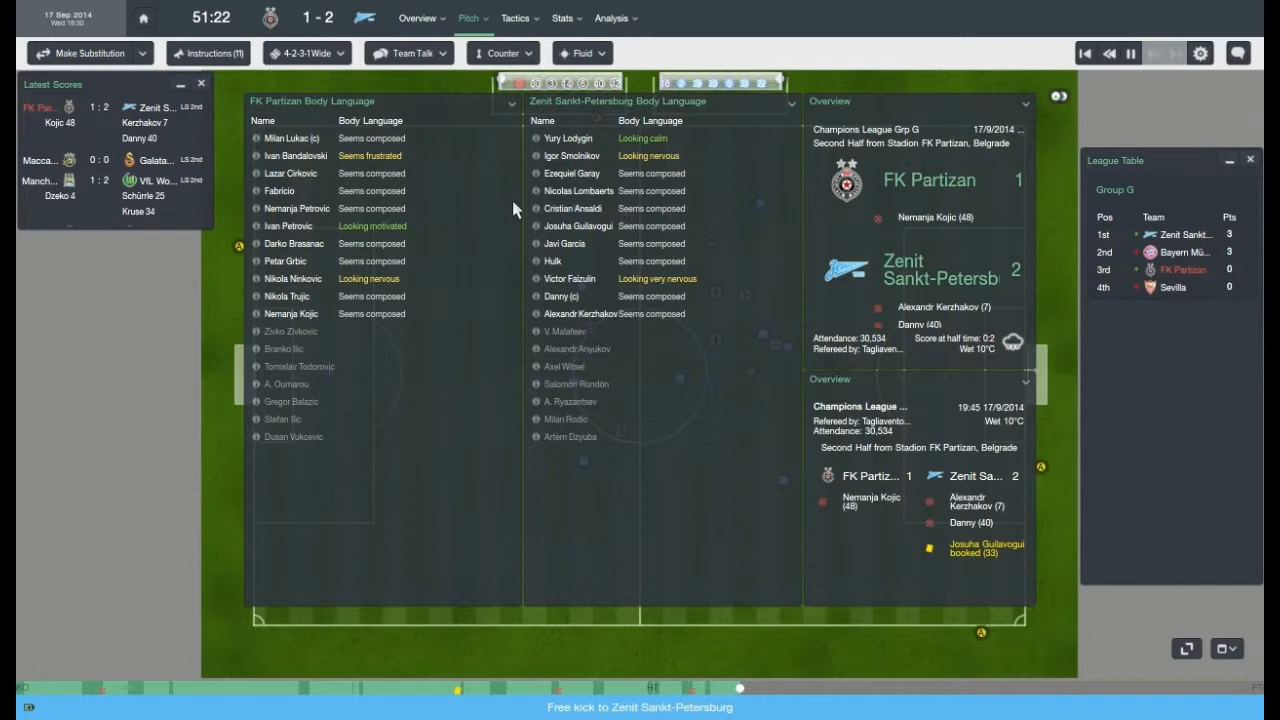 17 Sep 2014
Wed 19:30
51:22
1 - 2
Overview
Pitch
Tactics
Stats
Analysis
Make Substitution
Instructions (11)
4-2-3-1 Wide
Team Talk
Counter
Fluid
Latest Scores
FK Par... 1 : 2 Zenit S... LS 2nd
Kojic 48 Kerzhakov 7
Danny 40
Macca... 0 : 0 Galata... LS 2nd
Manch... 1 : 2 VfL Wo... LS 2nd
Dzeko 4 Schürrle 25
Kruse 34
FK Partizan Body Language
Name Body Language
Milan Lukac (c) Seems composed
Ivan Bandalovski Seems frustrated
Lazar Cirkovic Seems composed
Fabrício Seems composed
Nemanja Petrovic Seems composed
Ivan Petrovic Looking motivated
Darko Brasanac Seems composed
Petar Grbic Seems composed
Nikola Ninkovic Looking nervous
Nikola Trujic Seems composed
Nemanja Kojic Seems composed
Zivko Zivkovic
Branko Ilic
Tomislav Todorovic
A. Oumarou
Gregor Balazic
Stefan Ilic
Dusan Vukcevic
Zenit Sankt-Petersburg Body Language
Name Body Language
Yury Lodygin Looking calm
Igor Smolnikov Looking nervous
Ezequiel Garay Seems composed
Nicolas Lombaerts Seems composed
Cristian Ansaldi Seems composed
Josuha Guilavogui Seems composed
Javi García Seems composed
Hulk Seems composed
Victor Faizulin Looking very nervous
Danny (c) Seems composed
Alexandr Kerzhakov Seems composed
V. Malafeev
Alexandr Anyukov
Axel Witsel
Salomón Rondón
A. Ryazantsev
Milan Rodic
Artem Dzyuba
Overview
Champions League Grp G 17/9/2014 ...
Second Half from Stadion FK Partizan, Belgrade
FK Partizan 1
Nemanja Kojic (48)
Zenit
Sankt-Petersb 2
Alexandr Kerzhakov (7)
Danny (40)
Attendance: 30,534 Score at half time: 0:2
Refereed by: Tagliaven... Wet 10°C
Overview
Champions League ... 19:45 17/9/2014
Refereed by: Tagliavento... Wet 10°C
Attendance: 30,534
Second Half from Stadion FK Partizan, Belgrade
FK Partiz... 1 Zenit Sa... 2
Nemanja Kojic
(48)
Alexandr
Kerzhakov (7)
Danny (40)
Josuha Guilavogui
booked (33)
League Table
Group G
Pos Team Pts
1st Zenit Sankt... 3
2nd Bayern Mü... 3
3rd FK Partizan 0
4th Sevilla 0
A
A
A
KO
HT
FT
Free kick to Zenit Sankt-Petersburg